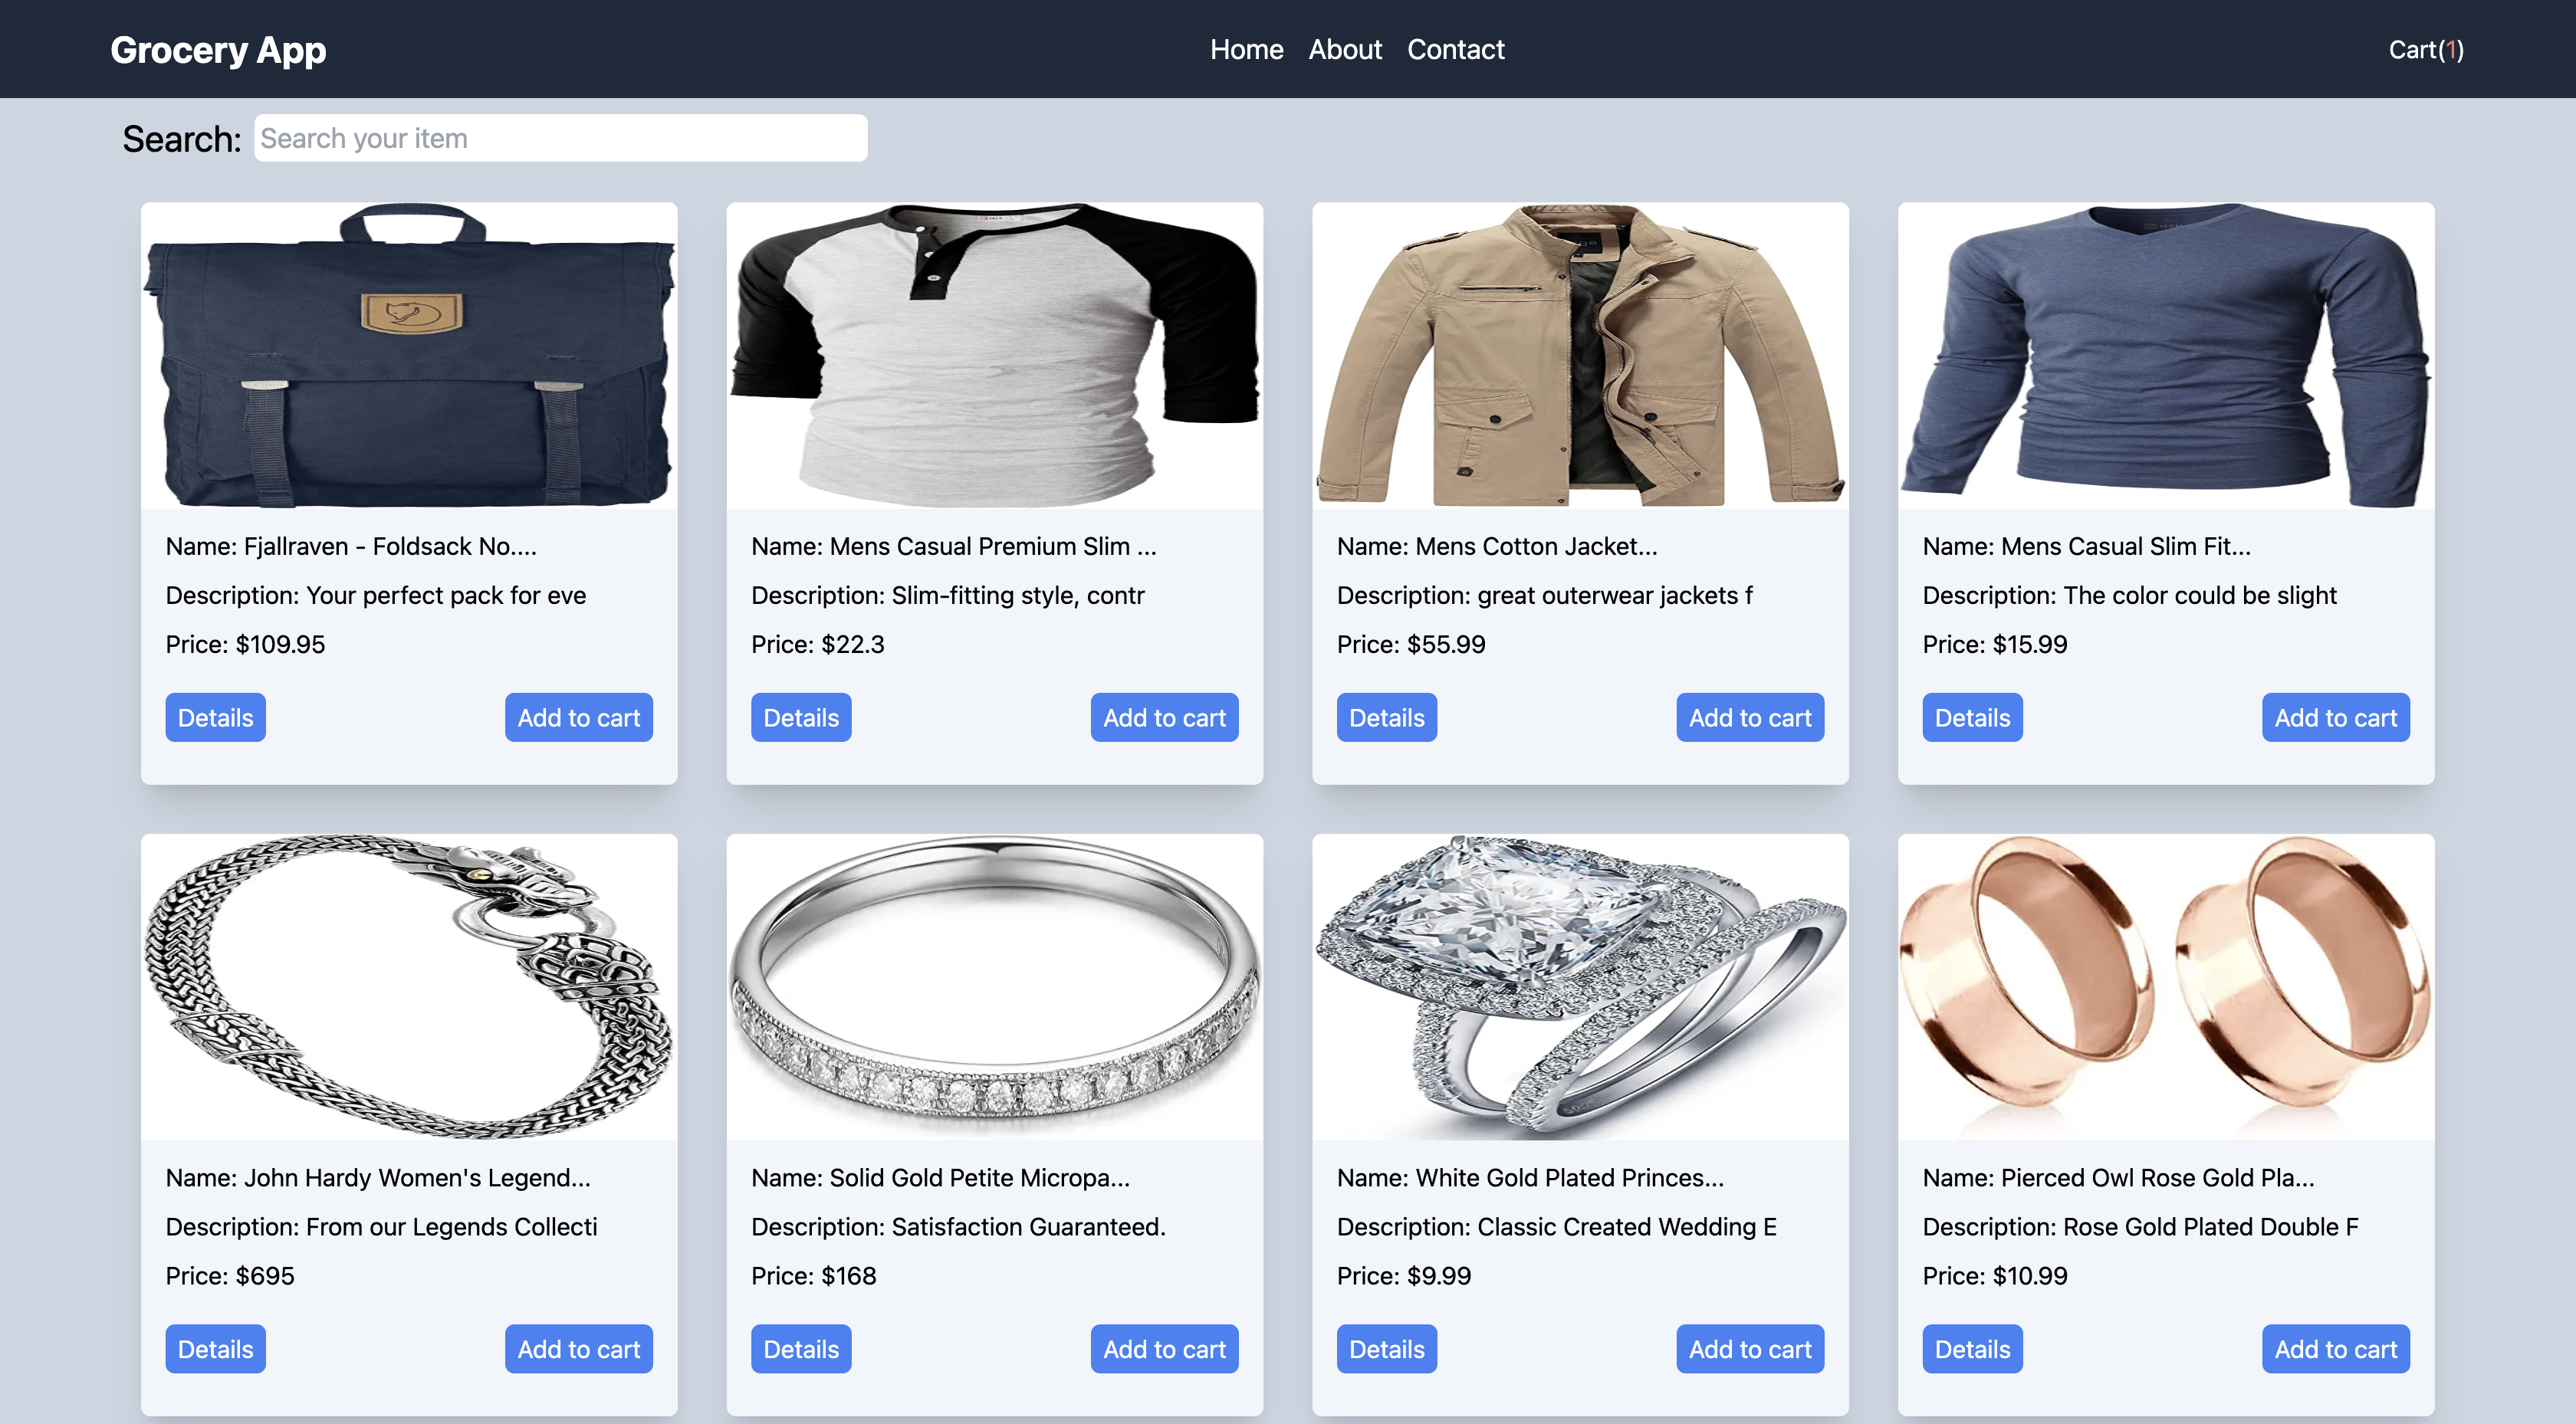 Grocery App
Home About Contact
Cart(1)
Search: Search your item
Name: Fjallraven - Foldsack No....
Description: Your perfect pack for eve
Price: $109.95
Details Add to cart
Name: Mens Casual Premium Slim ...
Description: Slim-fitting style, contr
Price: $22.3
Details Add to cart
Name: Mens Cotton Jacket...
Description: great outerwear jackets f
Price: $55.99
Details Add to cart
Name: Mens Casual Slim Fit...
Description: The color could be slight
Price: $15.99
Details Add to cart
Name: John Hardy Women's Legend...
Description: From our Legends Collecti
Price: $695
Details Add to cart
Name: Solid Gold Petite Micropa...
Description: Satisfaction Guaranteed.
Price: $168
Details Add to cart
Name: White Gold Plated Princes...
Description: Classic Created Wedding E
Price: $9.99
Details Add to cart
Name: Pierced Owl Rose Gold Pla...
Description: Rose Gold Plated Double F
Price: $10.99
Details Add to cart